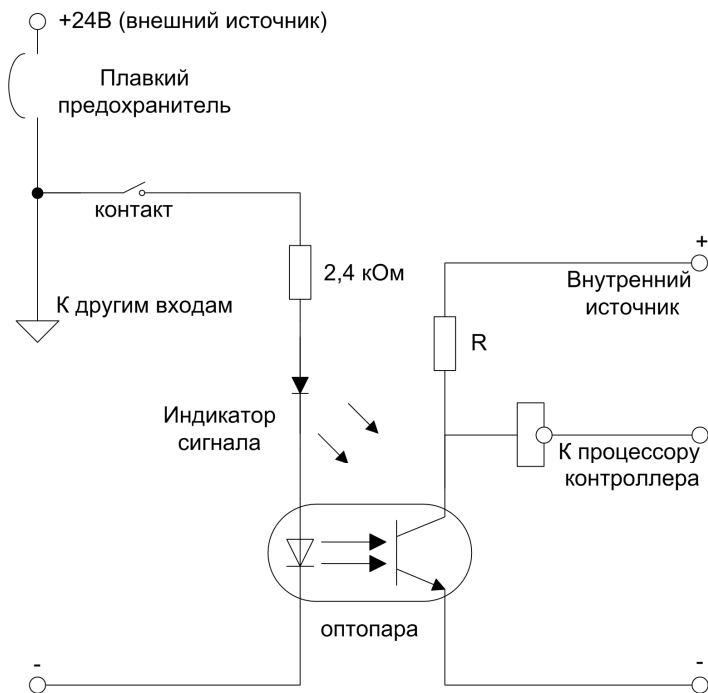 +24В (внешний источник)
Плавкий
предохранитель
контакт
+
2,4 кОм
Внутренний
источник
К другим входам
R
Индикатор
сигнала
К процессору
контроллера
оптопара
-
-